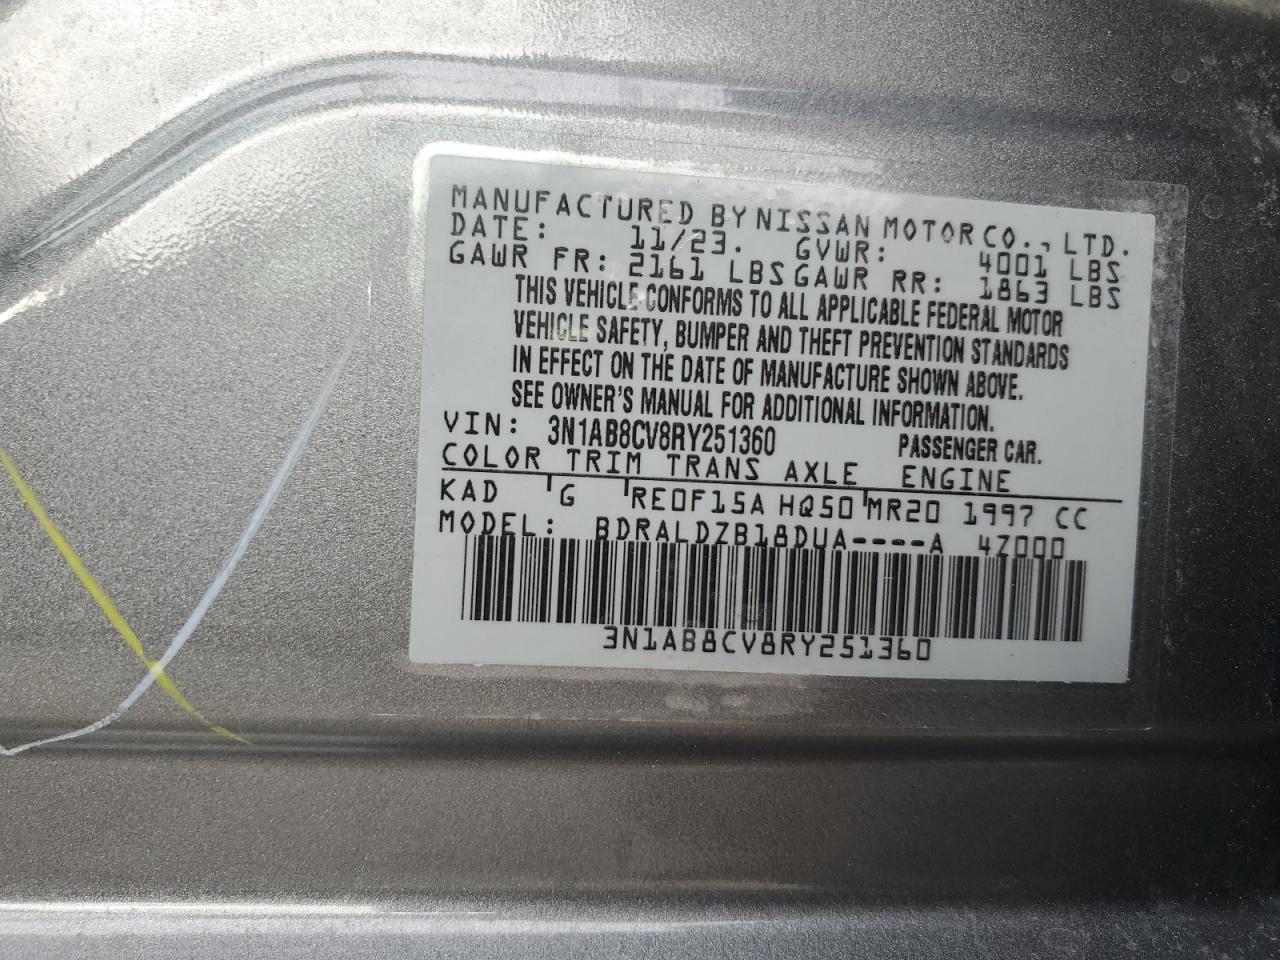 MANUFACTURED BY NISSAN MOTOR CO., LTD.
DATE: 11/23. GVWR: 4001 LBS
GAWR FR: 2161 LBS GAWR RR: 1863 LBS
THIS VEHICLE CONFORMS TO ALL APPLICABLE FEDERAL MOTOR
VEHICLE SAFETY, BUMPER AND THEFT PREVENTION STANDARDS
IN EFFECT ON THE DATE OF MANUFACTURE SHOWN ABOVE.
SEE OWNER'S MANUAL FOR ADDITIONAL INFORMATION.
VIN: 3N1AB8CV8RY251360 PASSENGER CAR.
COLOR TRIM TRANS AXLE ENGINE
KAD G RE0F15A HQ50 MR20 1997 CC
MODEL: BDRALDZB18DUA----A 4Z000
3N1AB8CV8RY251360